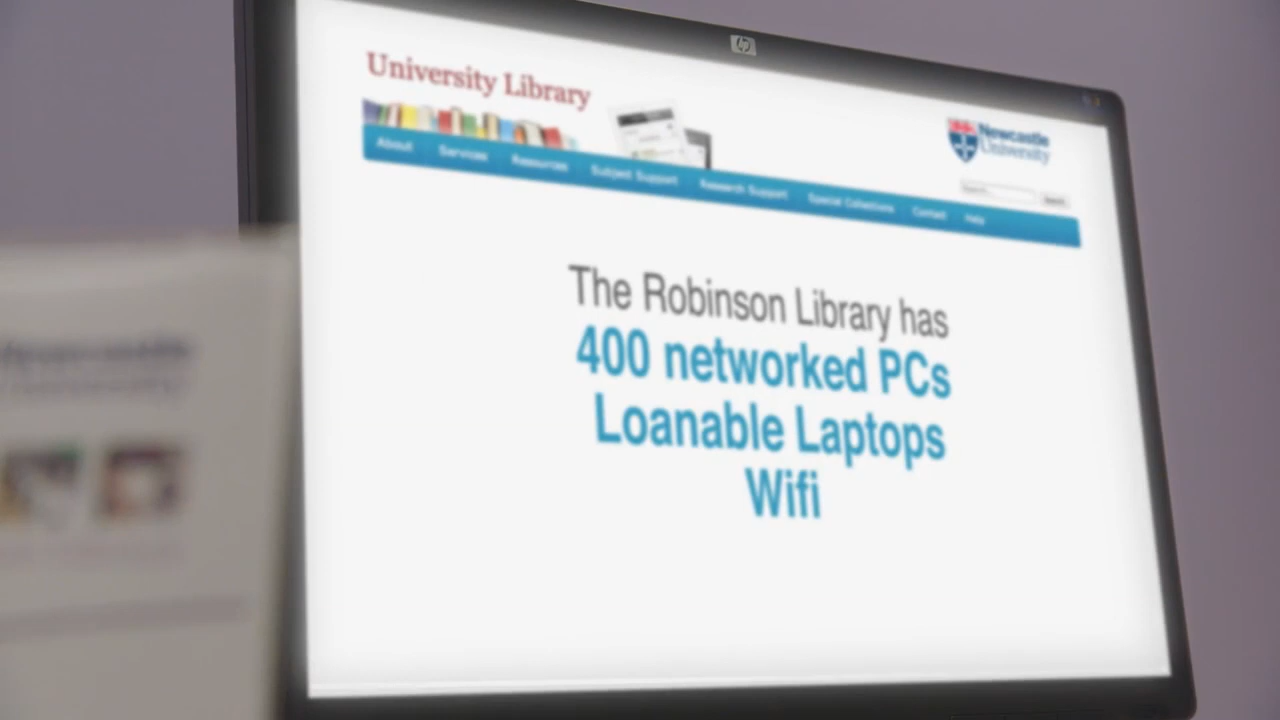 University Library
Newcastle
University
About Services Resources Subject Support Research Support Special Collections Contact Help
The Robinson Library has
400 networked PCs
Loanable Laptops
Wifi
Newcastle